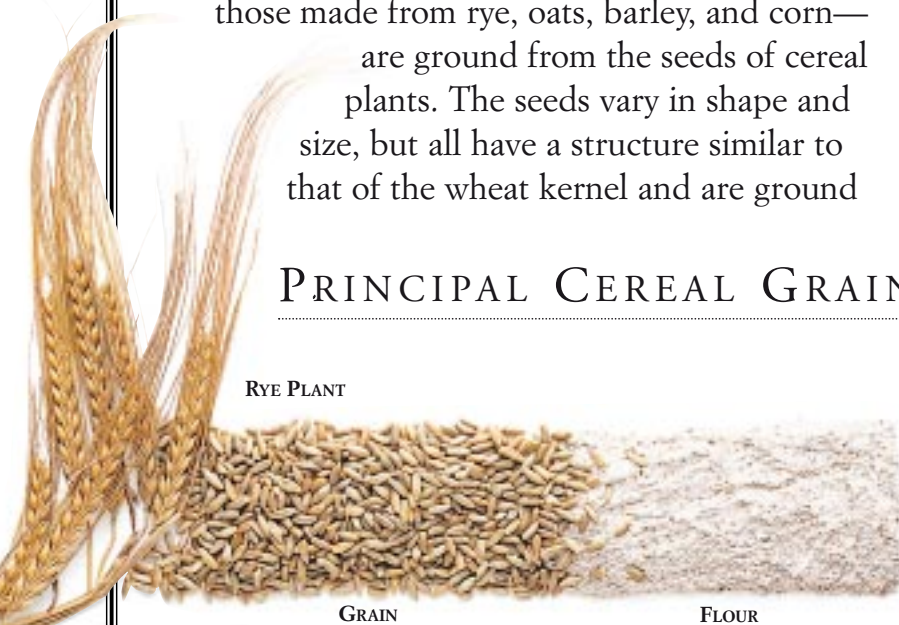 those made from rye, oats, barley, and corn—
are ground from the seeds of cereal
plants. The seeds vary in shape and
size, but all have a structure similar to
that of the wheat kernel and are ground
PRINCIPAL CEREAL GRAIN
RYE PLANT
GRAIN
FLOUR